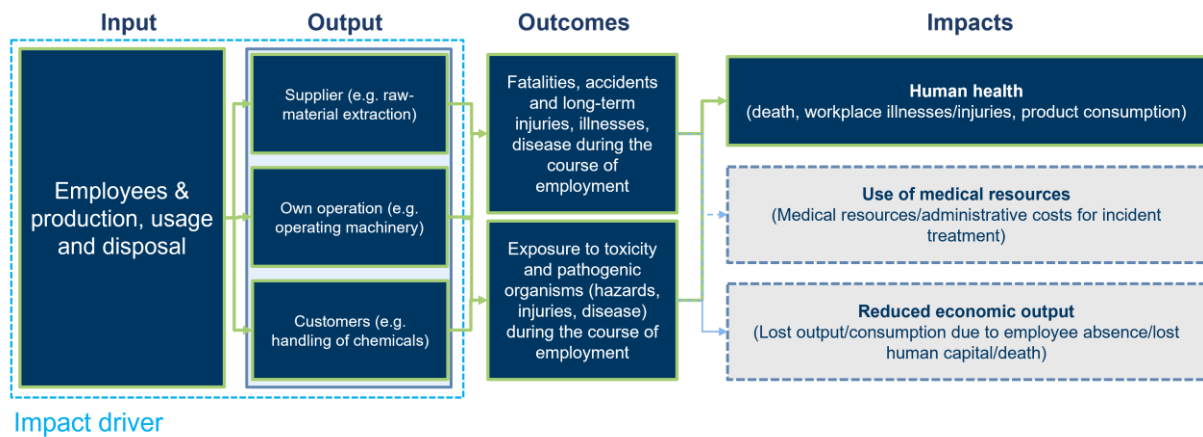 Input
Output
Outcomes
Impacts
Employees &
production, usage
and disposal
Supplier (e.g. raw-
material extraction)
Own operation (e.g.
operating machinery)
Customers (e.g.
handling of chemicals)
Fatalities, accidents
and long-term
injuries, illnesses,
disease during the
course of
employment
Exposure to toxicity
and pathogenic
organisms (hazards,
injuries, disease)
during the course of
employment
Human health
(death, workplace illnesses/injuries, product consumption)
Use of medical resources
(Medical resources/administrative costs for incident
treatment)
Reduced economic output
(Lost output/consumption due to employee absence/lost
human capital/death)
Impact driver